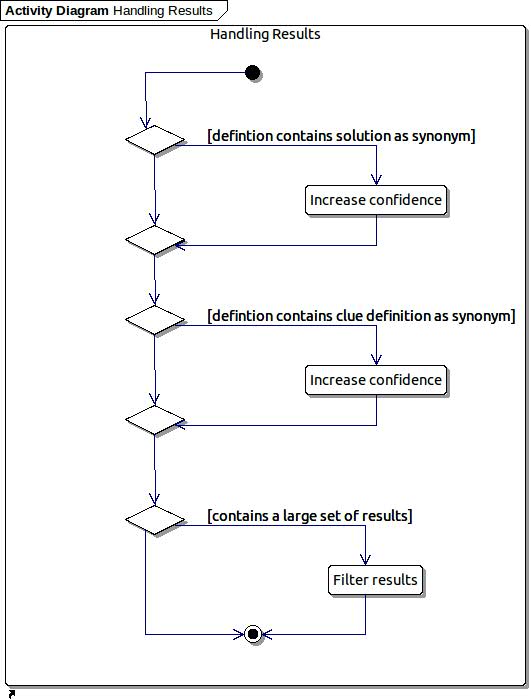 Activity Diagram Handling Results
Handling Results
[defintion contains solution as synonym]
Increase confidence
[defintion contains clue definition as synonym]
Increase confidence
[contains a large set of results]
Filter results